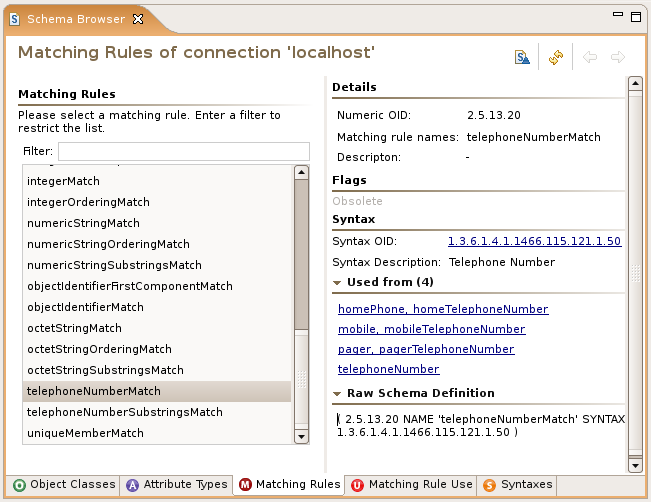 Schema Browser
Matching Rules of connection 'localhost'
Matching Rules
Please select a matching rule. Enter a filter to
restrict the list.
Filter:
integerMatch
integerOrderingMatch
numericStringMatch
numericStringOrderingMatch
numericStringSubstringsMatch
objectIdentifierFirstComponentMatch
objectIdentifierMatch
octetStringMatch
octetStringOrderingMatch
octetStringSubstringsMatch
telephoneNumberMatch
telephoneNumberSubstringsMatch
uniqueMemberMatch
Details
Numeric OID: 2.5.13.20
Matching rule names: telephoneNumberMatch
Descripton: -
Flags
Obsolete
Syntax
Syntax OID: 1.3.6.1.4.1.1466.115.121.1.50
Syntax Description: Telephone Number
Used from (4)
homePhone, homeTelephoneNumber
mobile, mobileTelephoneNumber
pager, pagerTelephoneNumber
telephoneNumber
Raw Schema Definition
( 2.5.13.20 NAME 'telephoneNumberMatch' SYNTAX
1.3.6.1.4.1.1466.115.121.1.50 )
O Object Classes A Attribute Types M Matching Rules U Matching Rule Use S Syntaxes